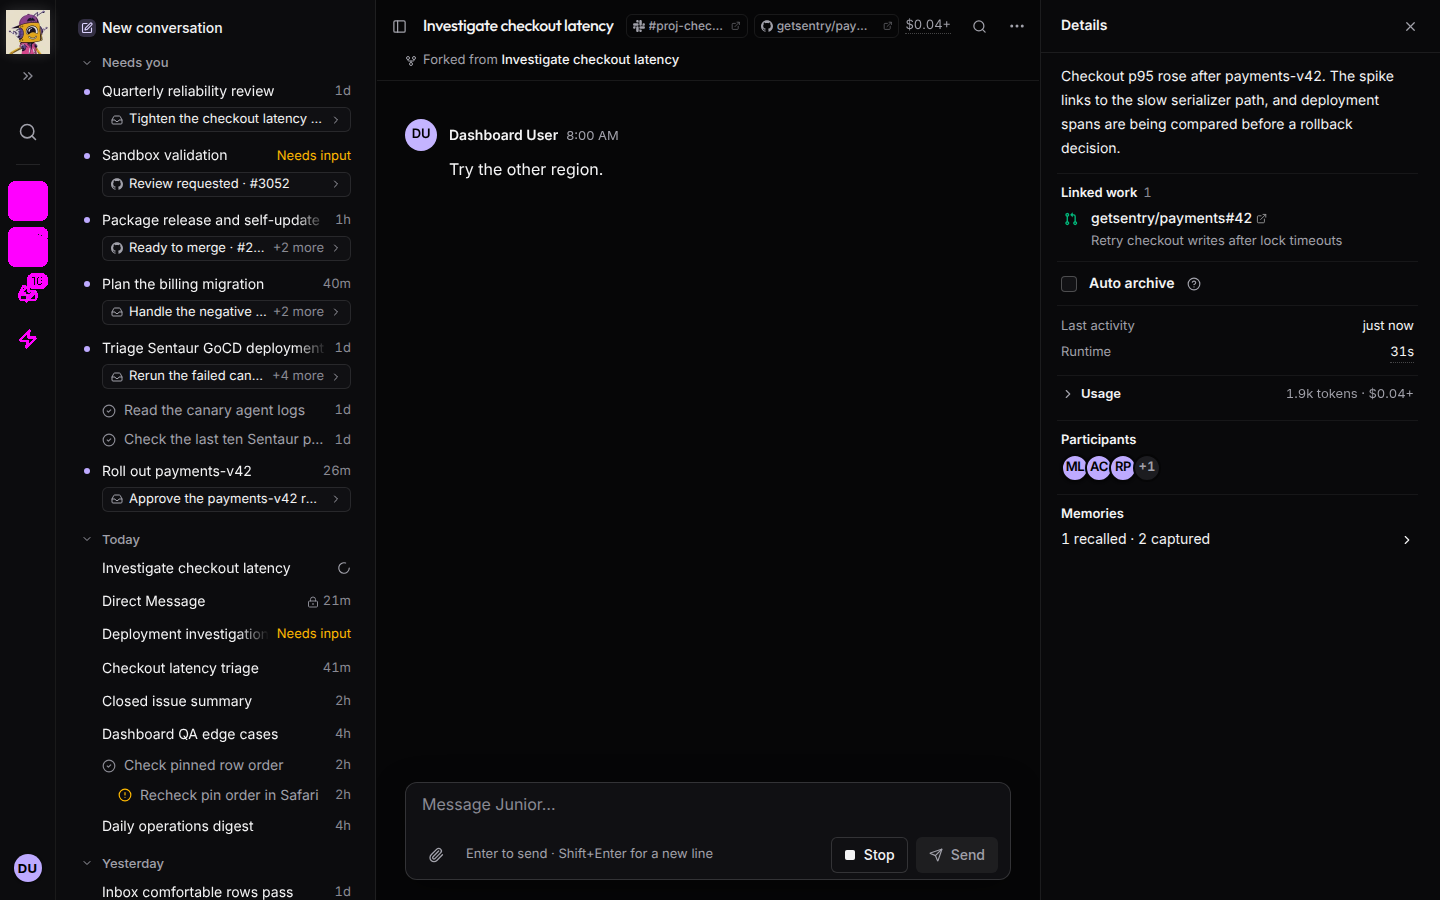 New conversation
Needs you
Quarterly reliability review 1d
Tighten the checkout latency ...
Sandbox validation Needs input
Review requested · #3052
Package release and self-update 1h
Ready to merge · #2... +2 more
Plan the billing migration 40m
Handle the negative ... +2 more
Triage Sentaur GoCD deployment 1d
Rerun the failed can... +4 more
Read the canary agent logs 1d
Check the last ten Sentaur p... 1d
Roll out payments-v42 26m
Approve the payments-v42 r...
Today
Investigate checkout latency
Direct Message 21m
Deployment investigation Needs input
Checkout latency triage 41m
Closed issue summary 2h
Dashboard QA edge cases 4h
Check pinned row order 2h
Recheck pin order in Safari 2h
Daily operations digest 4h
Yesterday
Inbox comfortable rows pass 1d
DU
Investigate checkout latency #proj-chec... getsentry/pay... $0.04+
Forked from Investigate checkout latency
DU Dashboard User 8:00 AM
Try the other region.
Message Junior...
Enter to send · Shift+Enter for a new line Stop Send
Details
Checkout p95 rose after payments-v42. The spike
links to the slow serializer path, and deployment
spans are being compared before a rollback
decision.
Linked work 1
getsentry/payments#42
Retry checkout writes after lock timeouts
Auto archive
Last activity just now
Runtime 31s
Usage 1.9k tokens · $0.04+
Participants
ML AC RP +1
Memories
1 recalled · 2 captured